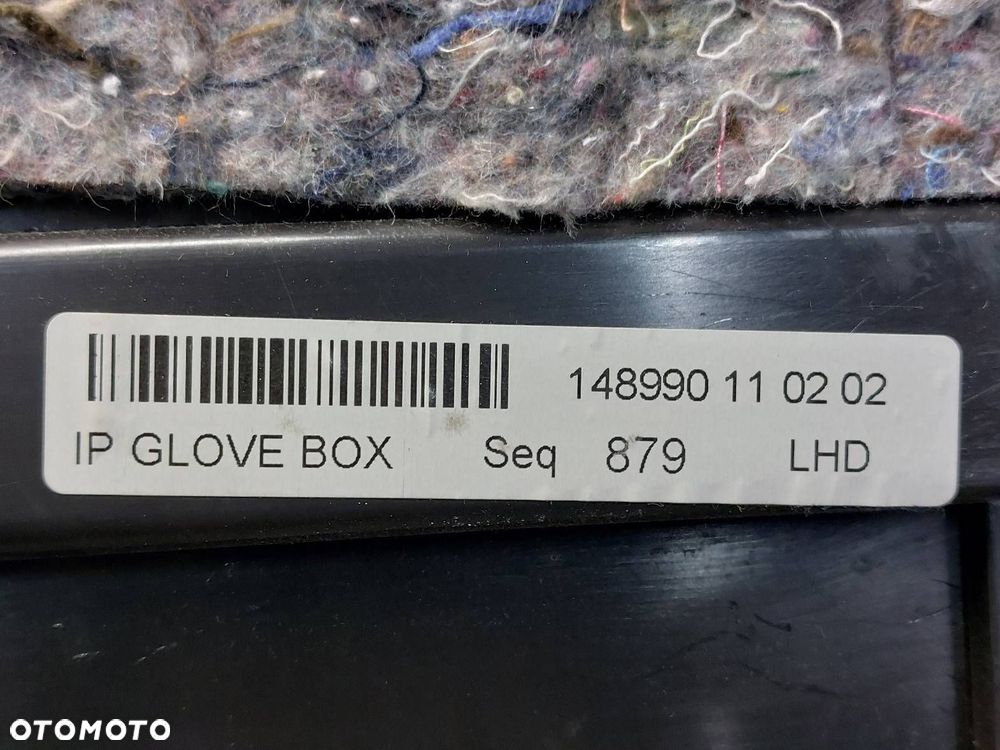 148990 11 02 02
IP GLOVE BOX Seq 879 LHD
OTOMOTO